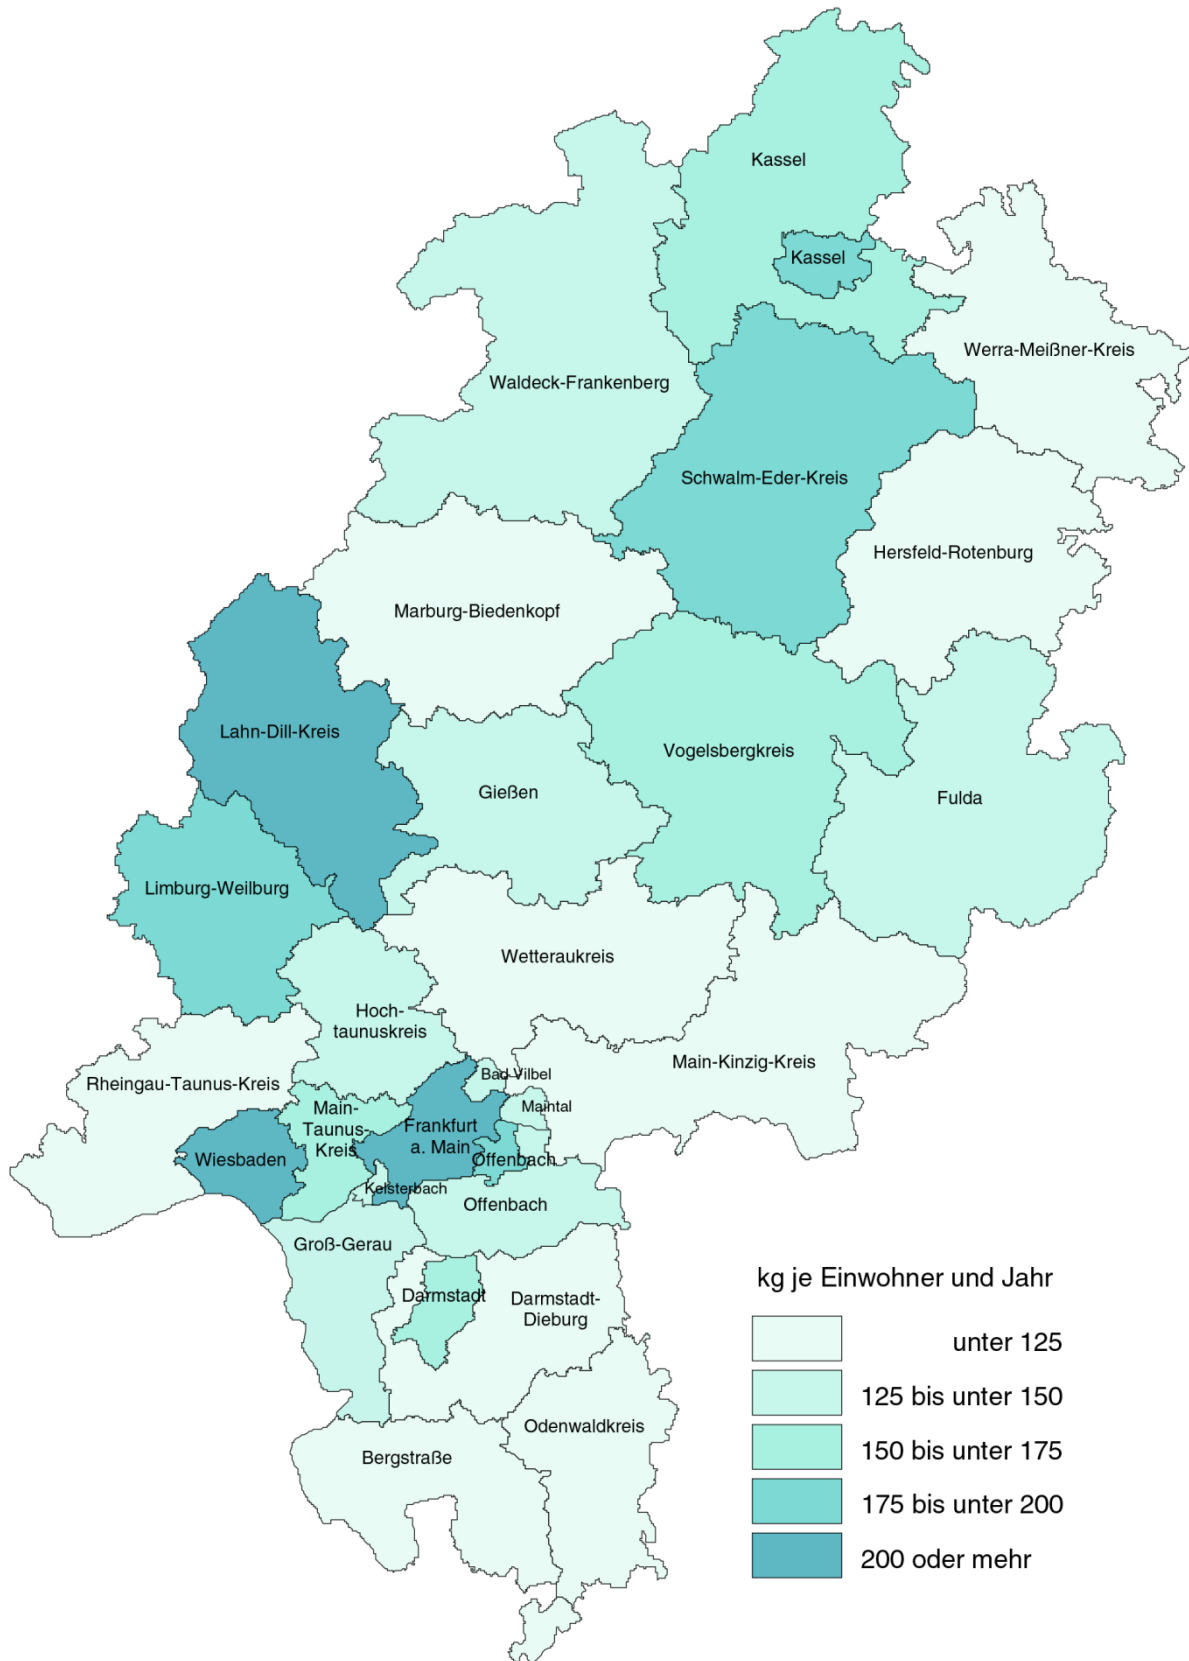 Kassel
Kassel
Werra-Meißner-Kreis
Waldeck-Frankenberg
Schwalm-Eder-Kreis
Hersfeld-Rotenburg
Marburg-Biedenkopf
Lahn-Dill-Kreis
Vogelsbergkreis
Gießen
Fulda
Limburg-Weilburg
Wetteraukreis
Hoch-
taunuskreis
Main-Kinzig-Kreis
Bad Vilbel
Rheingau-Taunus-Kreis
Maintal
Main-
Taunus-
Kreis
Frankfurt
a. Main
Wiesbaden
Offenbach
Kelsterbach
Offenbach
Groß-Gerau
Darmstadt
Darmstadt-
Dieburg
Odenwaldkreis
Bergstraße
kg je Einwohner und Jahr
unter 125
125 bis unter 150
150 bis unter 175
175 bis unter 200
200 oder mehr